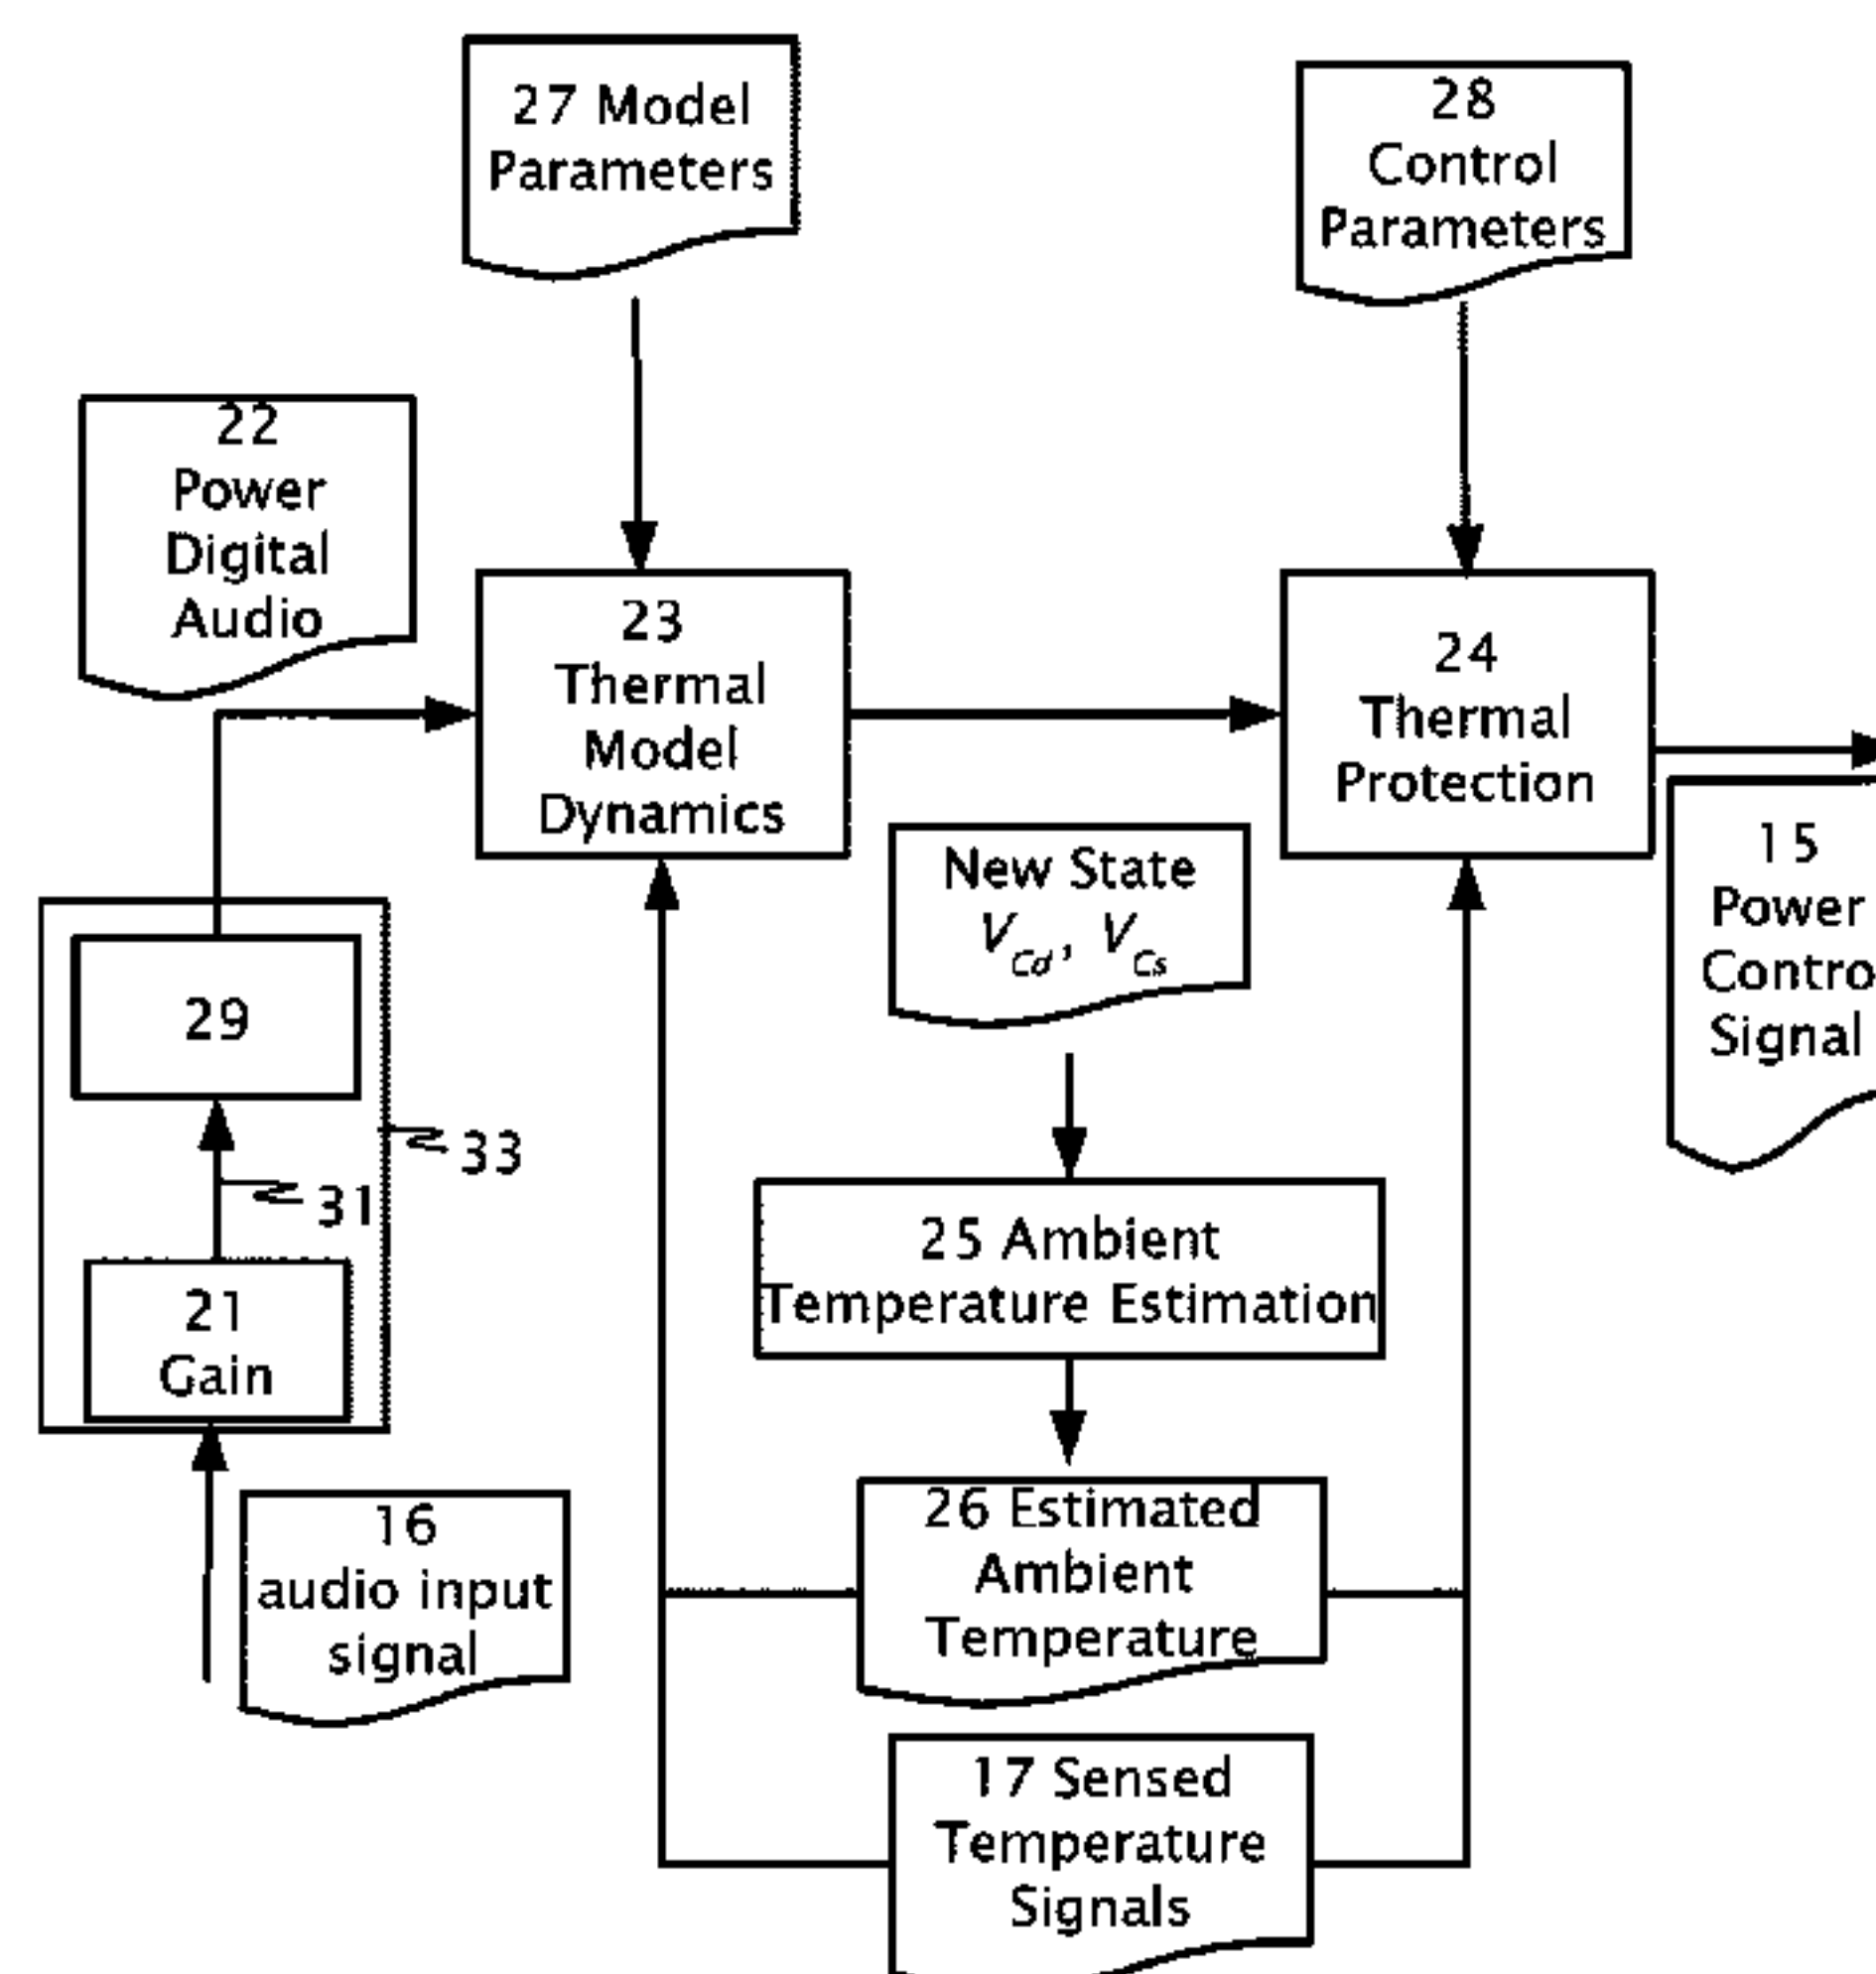 27 Model
Parameters
28
Control
Parameters
22
Power
Digital
Audio
23
Thermal
Model
Dynamics
24
Thermal
Protection
New State
V_Cd, V_Cs
15
Power
Contro
Signal
29
33
31
25 Ambient
Temperature Estimation
21
Gain
26 Estimated
Ambient
Temperature
16
audio input
signal
17 Sensed
Temperature
Signals